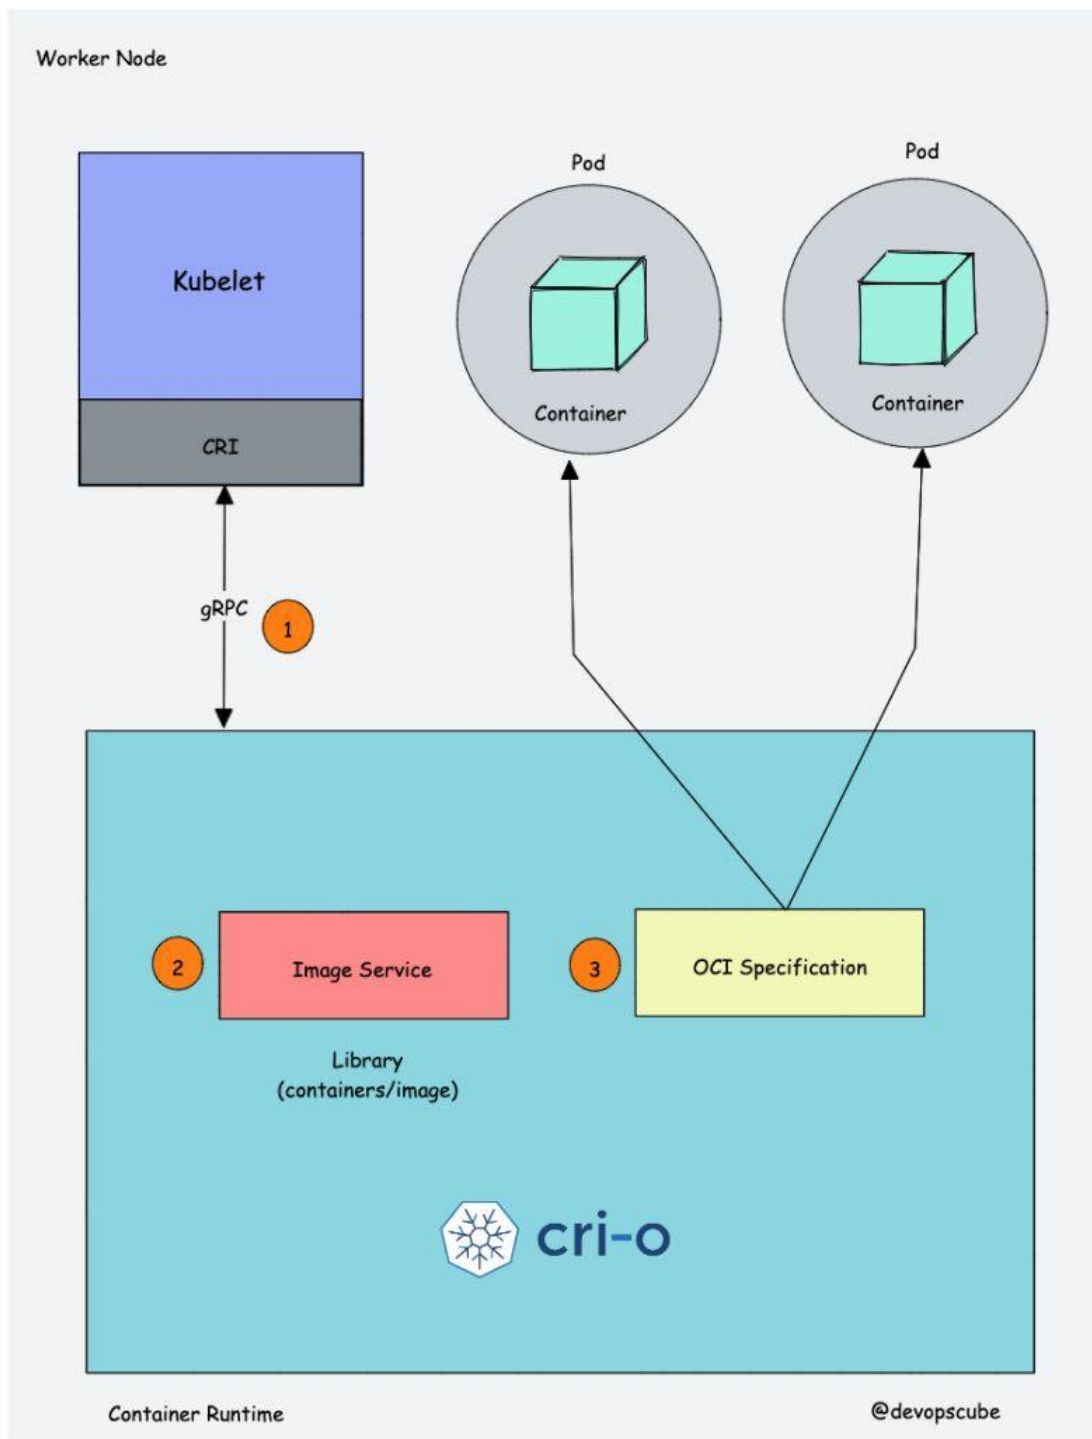 Worker Node
Pod
Pod
Kubelet
Container
Container
CRI
gRPC
1
2
Image Service
3
OCI Specification
Library
(containers/image)
cri-o
Container Runtime
@devopscube